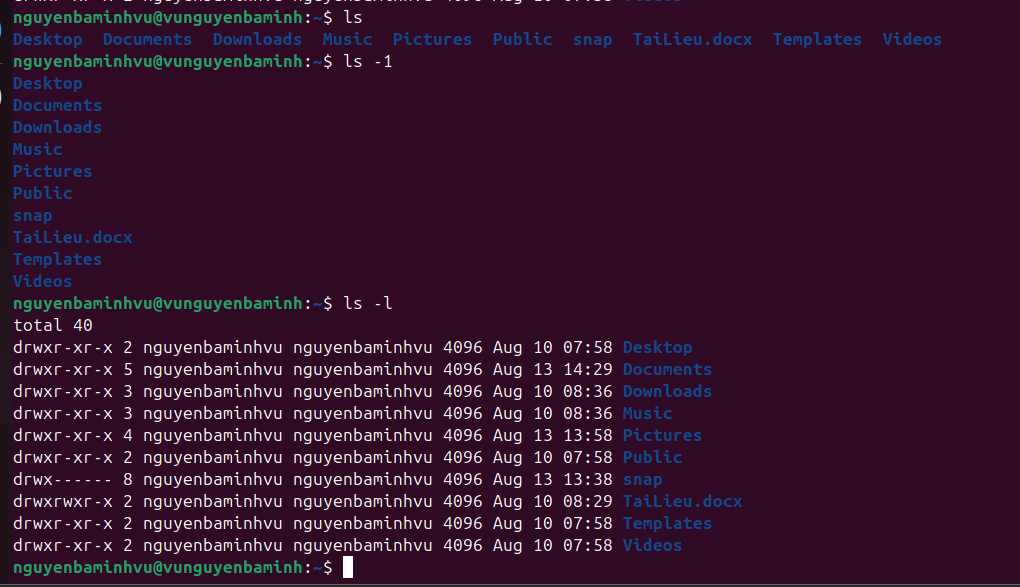 nguyenbaminhvu@vunguyenbaminh:~$ ls
Desktop Documents Downloads Music Pictures Public snap TaiLieu.docx Templates Videos
nguyenbaminhvu@vunguyenbaminh:~$ ls -1
Desktop
Documents
Downloads
Music
Pictures
Public
snap
TaiLieu.docx
Templates
Videos
nguyenbaminhvu@vunguyenbaminh:~$ ls -l
total 40
drwxr-xr-x 2 nguyenbaminhvu nguyenbaminhvu 4096 Aug 10 07:58 Desktop
drwxr-xr-x 5 nguyenbaminhvu nguyenbaminhvu 4096 Aug 13 14:29 Documents
drwxr-xr-x 3 nguyenbaminhvu nguyenbaminhvu 4096 Aug 10 08:36 Downloads
drwxr-xr-x 3 nguyenbaminhvu nguyenbaminhvu 4096 Aug 10 08:36 Music
drwxr-xr-x 4 nguyenbaminhvu nguyenbaminhvu 4096 Aug 13 13:58 Pictures
drwxr-xr-x 2 nguyenbaminhvu nguyenbaminhvu 4096 Aug 10 07:58 Public
drwx------ 8 nguyenbaminhvu nguyenbaminhvu 4096 Aug 13 13:38 snap
drwxrwxr-x 2 nguyenbaminhvu nguyenbaminhvu 4096 Aug 10 08:29 TaiLieu.docx
drwxr-xr-x 2 nguyenbaminhvu nguyenbaminhvu 4096 Aug 10 07:58 Templates
drwxr-xr-x 2 nguyenbaminhvu nguyenbaminhvu 4096 Aug 10 07:58 Videos
nguyenbaminhvu@vunguyenbaminh:~$